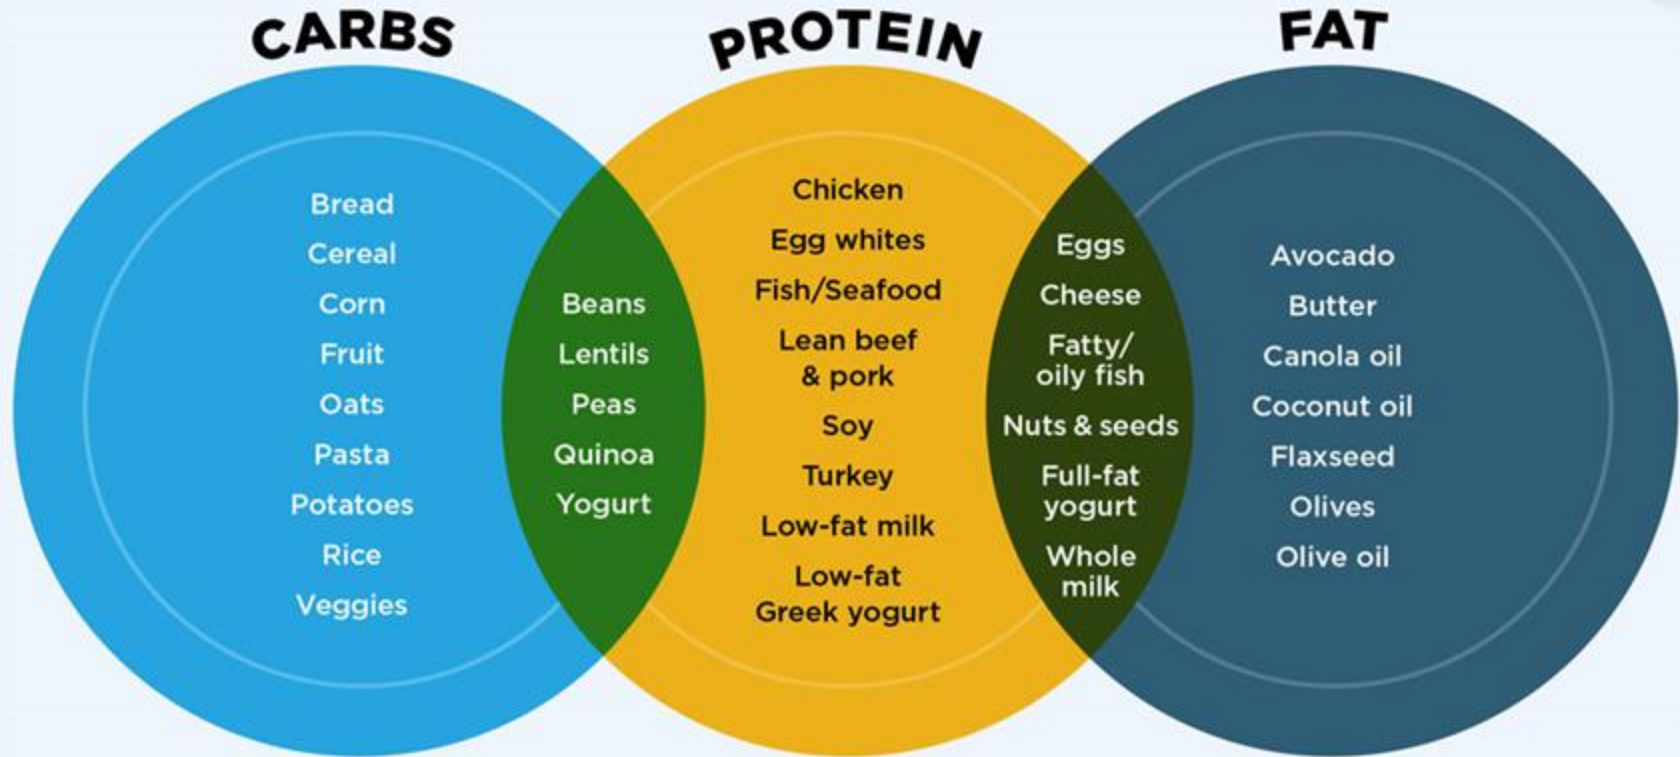 CARBS
Bread
Cereal
Corn
Fruit
Oats
Pasta
Potatoes
Rice
Veggies
Beans
Lentils
Peas
Quinoa
Yogurt
PROTEIN
Chicken
Egg whites
Fish/Seafood
Lean beef
& pork
Soy
Turkey
Low-fat milk
Low-fat
Greek yogurt
Eggs
Cheese
Fatty/
oily fish
Nuts & seeds
Full-fat
yogurt
Whole
milk
FAT
Avocado
Butter
Canola oil
Coconut oil
Flaxseed
Olives
Olive oil